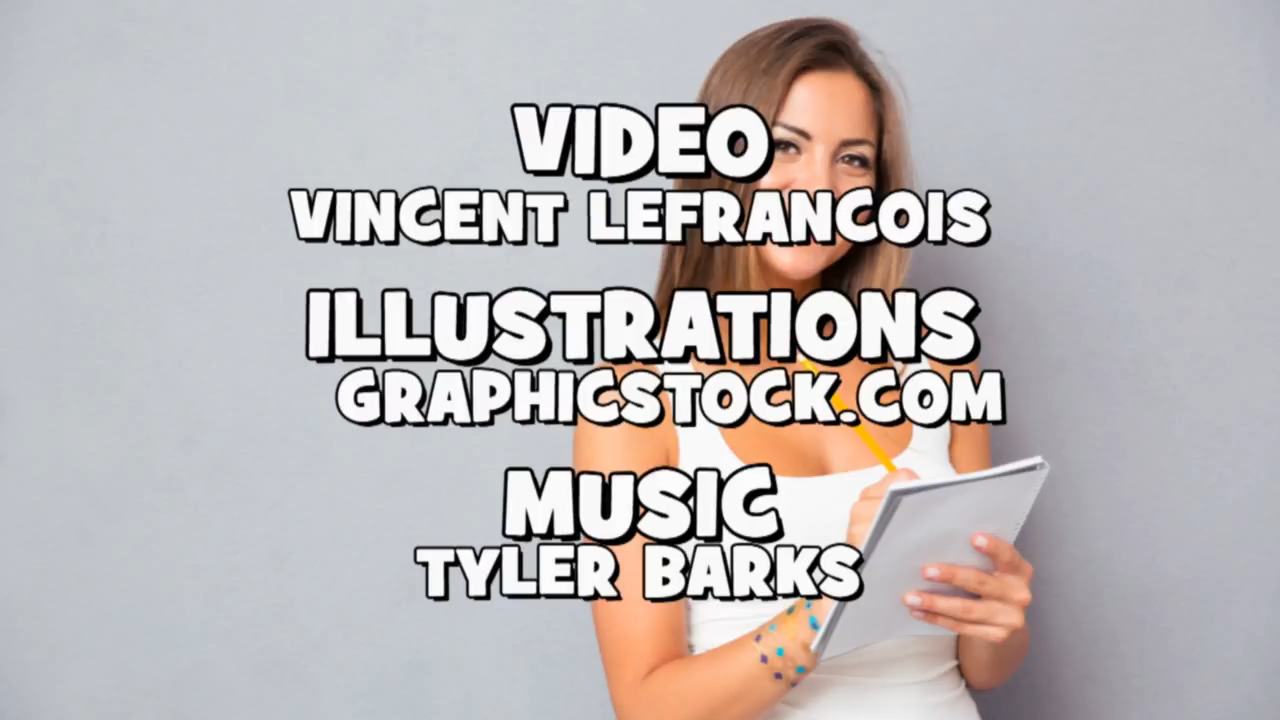 VIDEO
VINCENT LEFRANCOIS
ILLUSTRATIONS
GRAPHICSTOCK.COM
MUSIC
TYLER BARKS